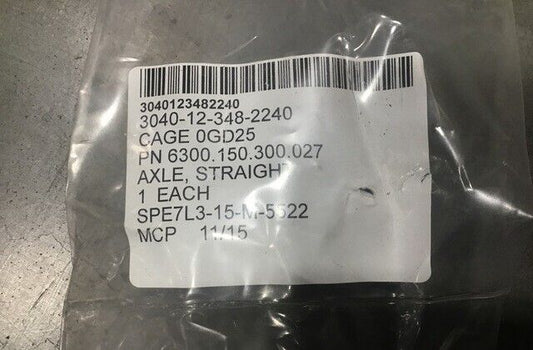 3040123482240
3040-12-348-2240
CAGE 0GD25
PN 6300.150.300.027
AXLE, STRAIGHT
1 EACH
SPE7L3-15-M-5522
MCP 11/15